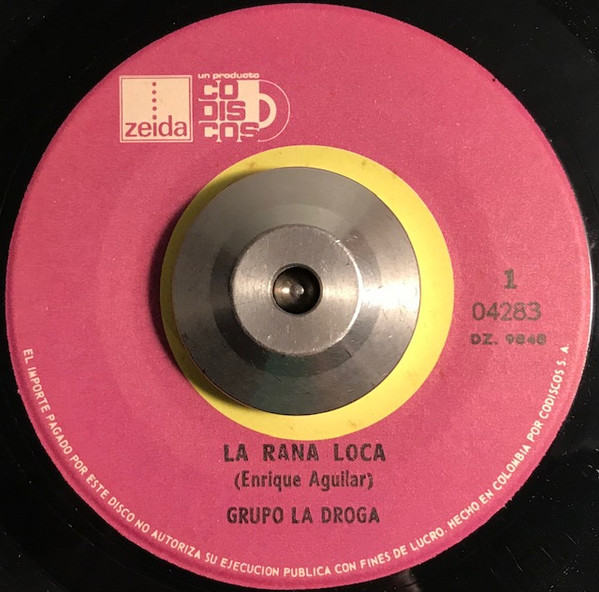 zeida
un producto
CO
DIS
COS
1
04283
DZ. 9848
LA RANA LOCA
(Enrique Aguilar)
GRUPO LA DROGA
EL IMPORTE PAGADO POR ESTE DISCO NO AUTORIZA SU EJECUCION PUBLICA CON FINES DE LUCRO. HECHO EN COLOMBIA POR CODISCOS S. A.